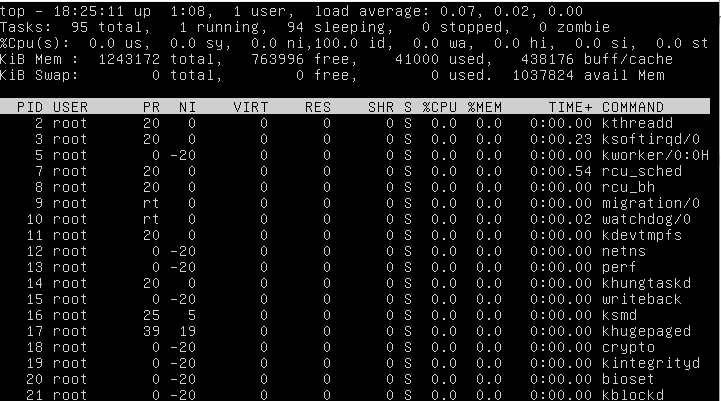 top - 18:25:11 up  1:08,  1 user,  load average: 0.07, 0.02, 0.00
Tasks:  95 total,   1 running,  94 sleeping,   0 stopped,   0 zombie
%Cpu(s):  0.0 us,  0.0 sy,  0.0 ni,100.0 id,  0.0 wa,  0.0 hi,  0.0 si,  0.0 st
KiB Mem :  1243172 total,   763996 free,    41000 used,   438176 buff/cache
KiB Swap:        0 total,        0 free,        0 used.  1037824 avail Mem
PID USER      PR  NI    VIRT    RES    SHR S %CPU %MEM     TIME+ COMMAND
2 root      20   0       0      0      0 S  0.0  0.0   0:00.00 kthreadd
3 root      20   0       0      0      0 S  0.0  0.0   0:00.23 ksoftirqd/0
5 root       0 -20       0      0      0 S  0.0  0.0   0:00.00 kworker/0:0H
7 root      20   0       0      0      0 S  0.0  0.0   0:00.54 rcu_sched
8 root      20   0       0      0      0 S  0.0  0.0   0:00.00 rcu_bh
9 root      rt   0       0      0      0 S  0.0  0.0   0:00.00 migration/0
10 root      rt   0       0      0      0 S  0.0  0.0   0:00.02 watchdog/0
11 root      20   0       0      0      0 S  0.0  0.0   0:00.00 kdevtmpfs
12 root       0 -20       0      0      0 S  0.0  0.0   0:00.00 netns
13 root       0 -20       0      0      0 S  0.0  0.0   0:00.00 perf
14 root      20   0       0      0      0 S  0.0  0.0   0:00.00 khungtaskd
15 root       0 -20       0      0      0 S  0.0  0.0   0:00.00 writeback
16 root      25   5       0      0      0 S  0.0  0.0   0:00.00 ksmd
17 root      39  19       0      0      0 S  0.0  0.0   0:00.00 khugepaged
18 root       0 -20       0      0      0 S  0.0  0.0   0:00.00 crypto
19 root       0 -20       0      0      0 S  0.0  0.0   0:00.00 kintegrityd
20 root       0 -20       0      0      0 S  0.0  0.0   0:00.00 bioset
21 root       0 -20       0      0      0 S  0.0  0.0   0:00.00 kblockd